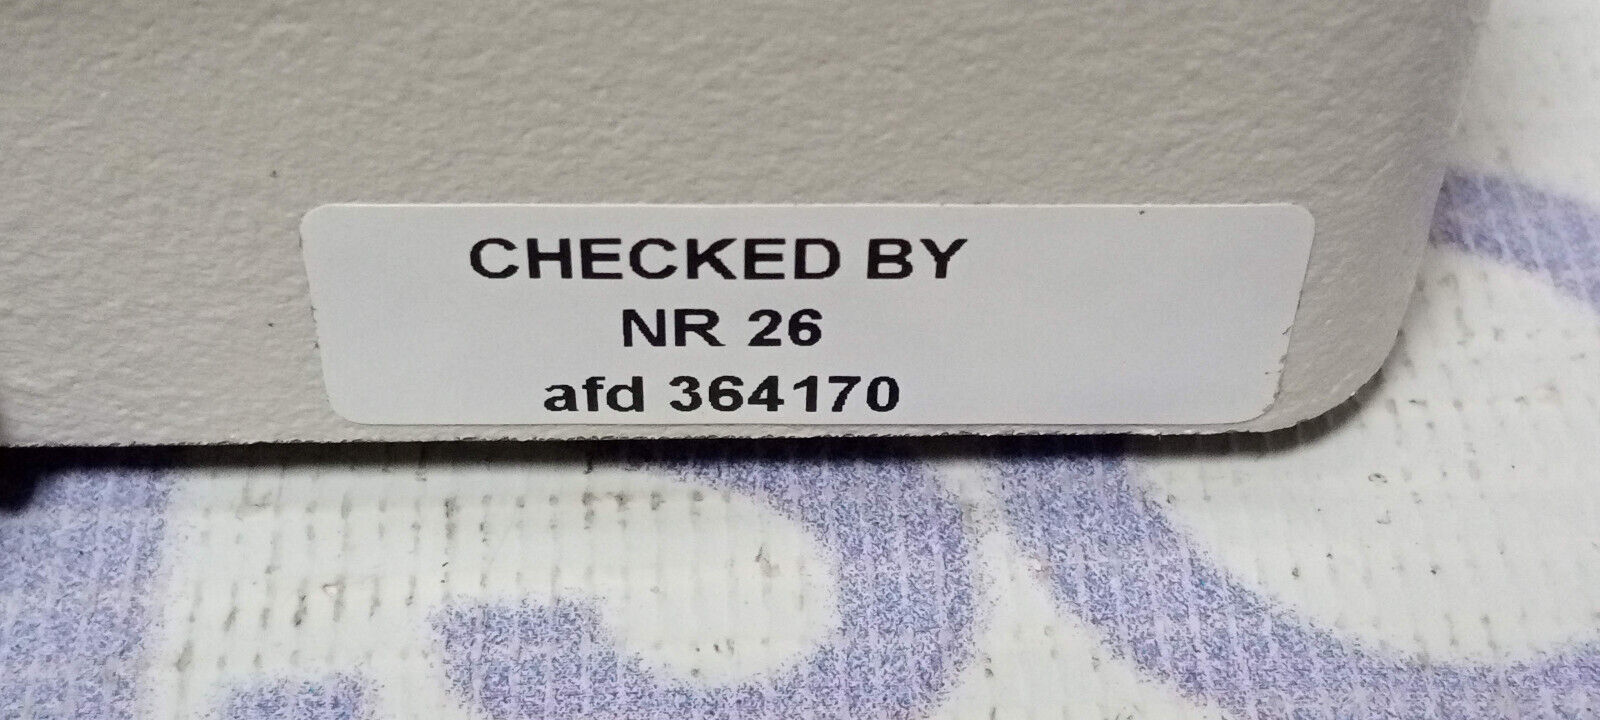 CHECKED BY
NR 26
afd 364170